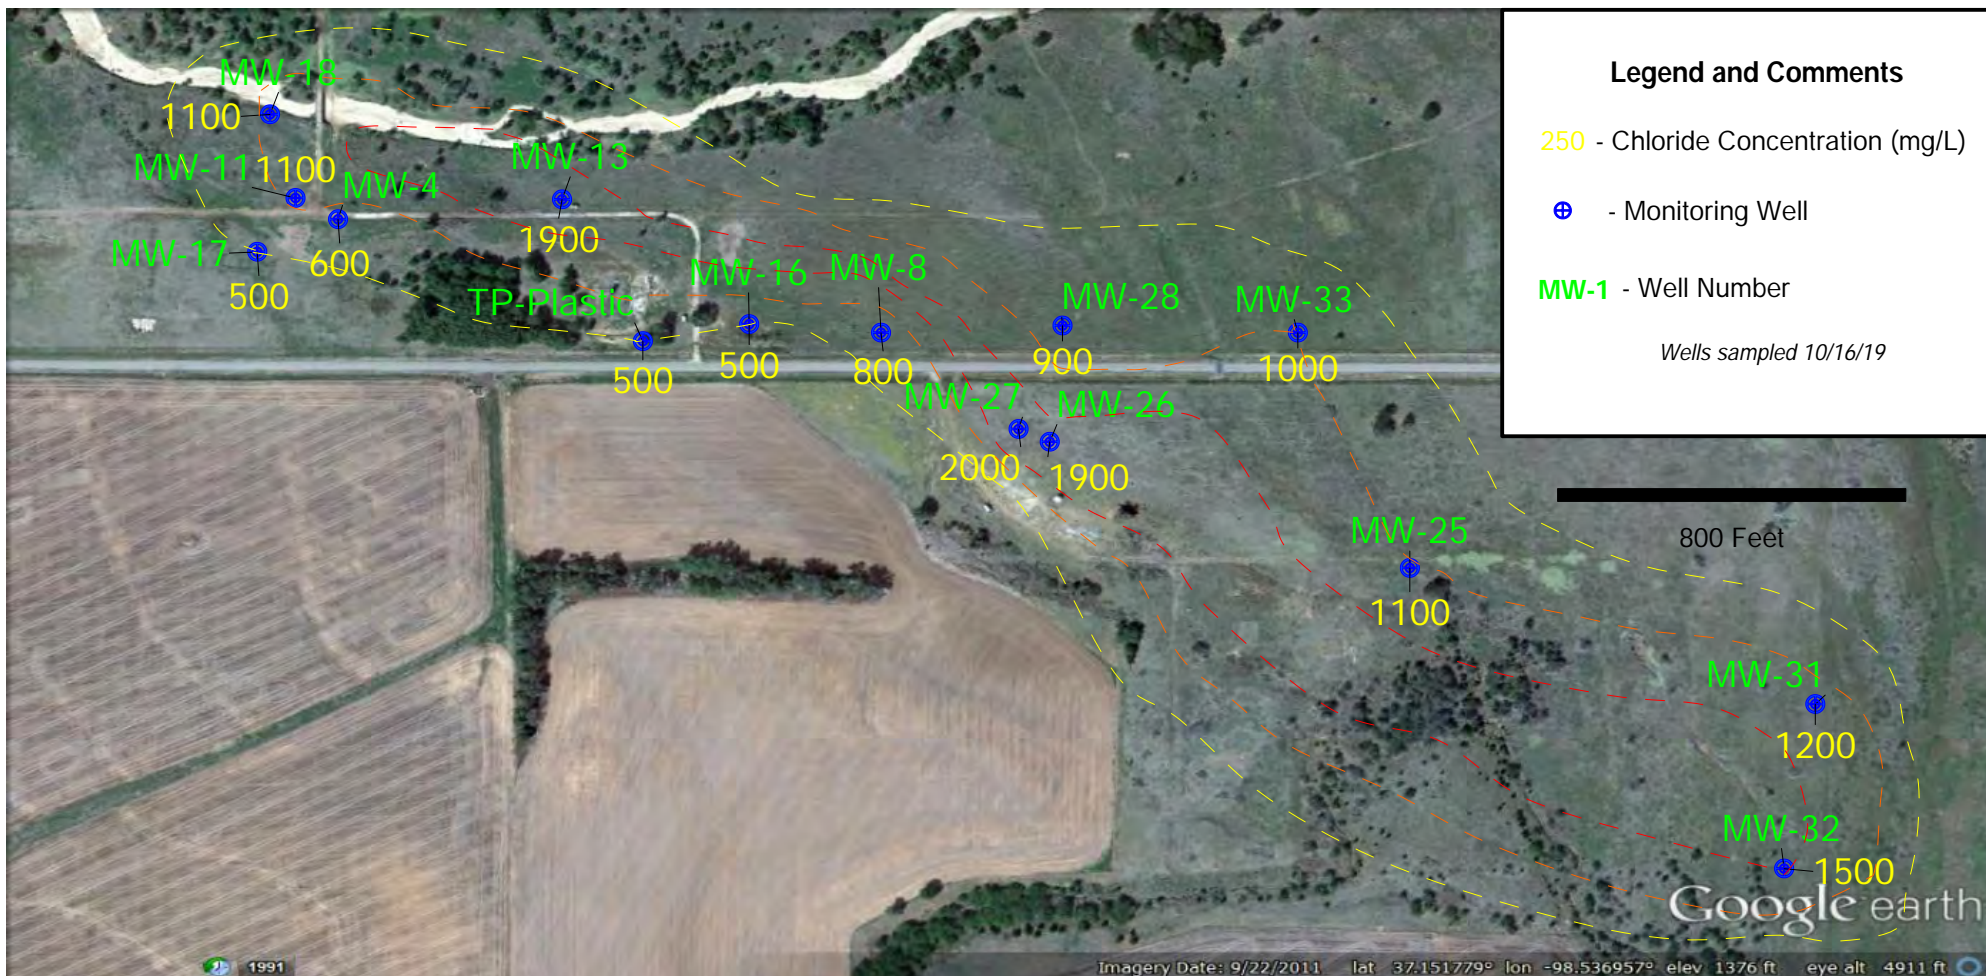 Legend and Comments
250 - Chloride Concentration (mg/L)
- Monitoring Well
MW-1 - Well Number
Wells sampled 10/16/19
800 Feet
MW-18
1100
MW-11
1100
MW-4
600
MW-17
500
MW-13
1900
TP-Plastic
500
MW-16
500
MW-8
800
MW-28
900
MW-33
1000
MW-27
2000
MW-26
1900
MW-25
1100
MW-31
1200
MW-32
1500
Google earth
1991
Imagery Date: 9/22/2011 lat 37.151779° lon -98.536957° elev 1376 ft eye alt 4911 ft